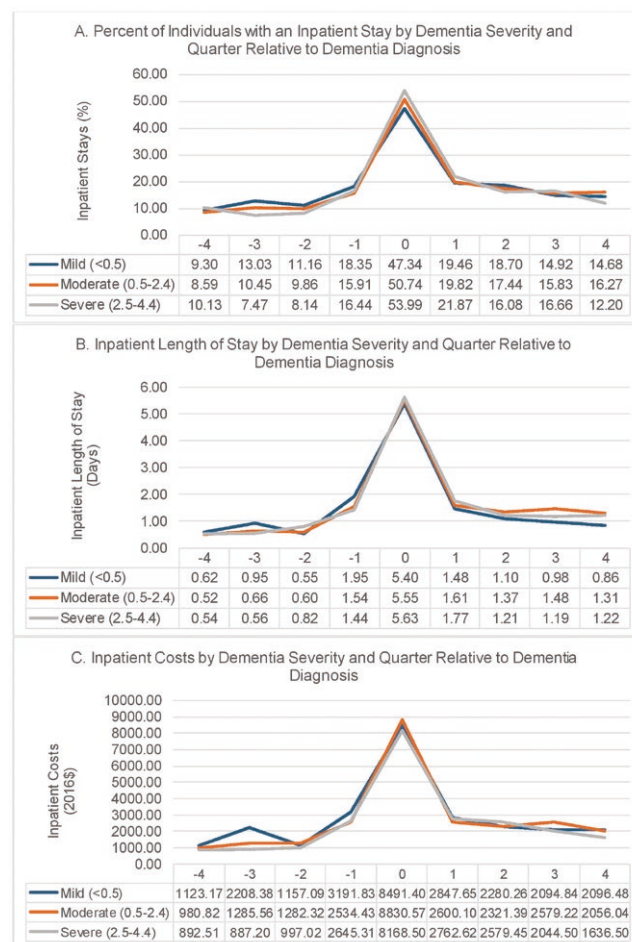 A. Percent of Individuals with an Inpatient Stay by Dementia Severity and
Quarter Relative to Dementia Diagnosis
Inpatient Stays (%)
60.00
50.00
40.00
30.00
20.00
10.00
0.00
-4 -3 -2 -1 0 1 2 3 4
Mild (<0.5) 9.30 13.03 11.16 18.35 47.34 19.46 18.70 14.92 14.68
Moderate (0.5-2.4) 8.59 10.45 9.86 15.91 50.74 19.82 17.44 15.83 16.27
Severe (2.5-4.4) 10.13 7.47 8.14 16.44 53.99 21.87 16.08 16.66 12.20
B. Inpatient Length of Stay by Dementia Severity and Quarter Relative to
Dementia Diagnosis
Inpatient Length of Stay
(Days)
6.00
5.00
4.00
3.00
2.00
1.00
0.00
-4 -3 -2 -1 0 1 2 3 4
Mild (<0.5) 0.62 0.95 0.55 1.95 5.40 1.48 1.10 0.98 0.86
Moderate (0.5-2.4) 0.52 0.66 0.60 1.54 5.55 1.61 1.37 1.48 1.31
Severe (2.5-4.4) 0.54 0.56 0.82 1.44 5.63 1.77 1.21 1.19 1.22
C. Inpatient Costs by Dementia Severity and Quarter Relative to Dementia
Diagnosis
Inpatient Costs
(2016$)
10000.00
9000.00
8000.00
7000.00
6000.00
5000.00
4000.00
3000.00
2000.00
1000.00
0.00
-4 -3 -2 -1 0 1 2 3 4
Mild (<0.5) 1123.17 2208.38 1157.09 3191.83 8491.40 2847.65 2280.26 2094.84 2096.48
Moderate (0.5-2.4) 980.82 1285.56 1282.32 2534.43 8830.57 2600.10 2321.39 2579.22 2056.04
Severe (2.5-4.4) 892.51 887.20 997.02 2645.31 8168.50 2762.62 2579.45 2044.50 1636.50